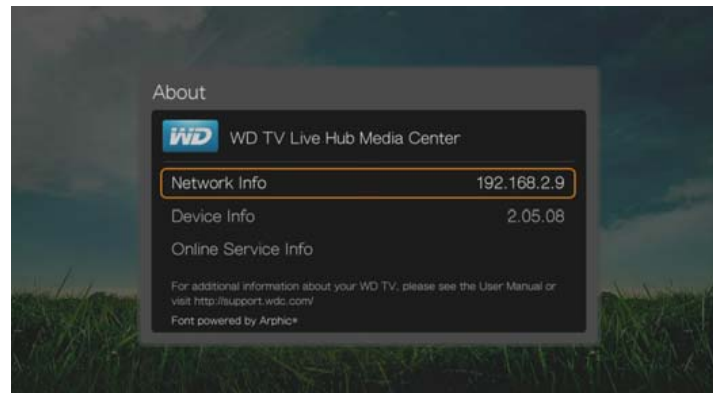 About
WD WD TV Live Hub Media Center
Network Info 192.168.2.9
Device Info 2.05.08
Online Service Info
For additional information about your WD TV, please see the User Manual or
visit http://support.wdc.com/
Font powered by Arphic®